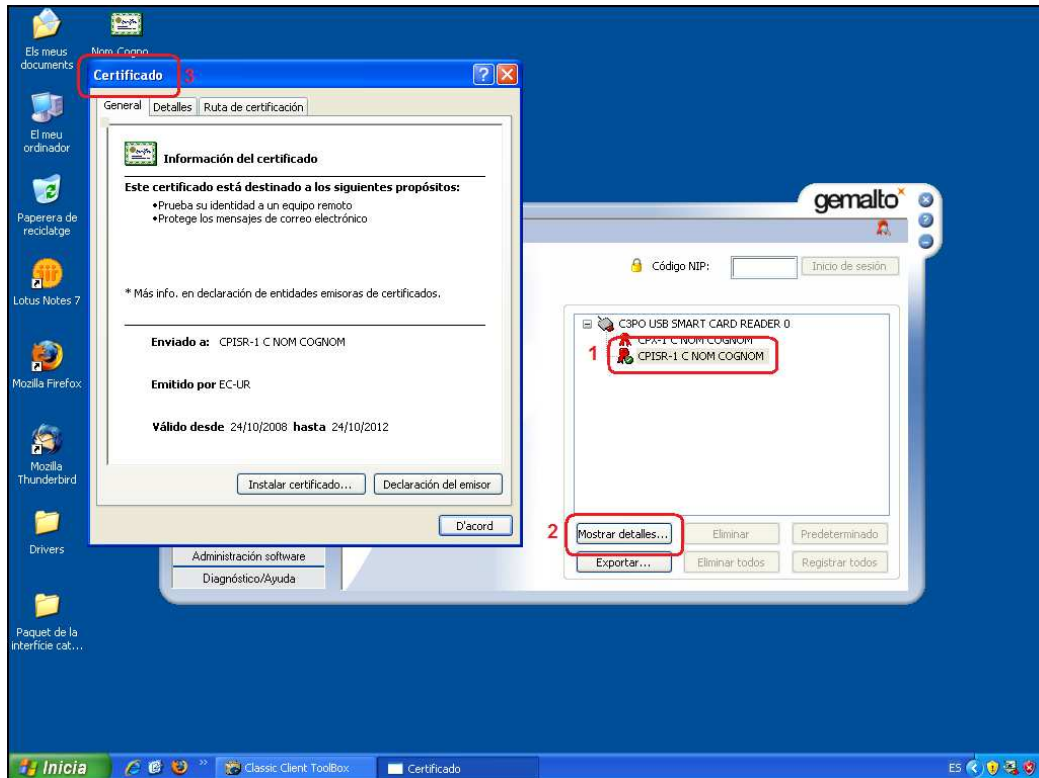 Els meus
documents
Nom Cogno
El meu
ordinador
Paperera de
reciclatge
Lotus Notes 7
Mozilla Firefox
Mozilla
Thunderbird
Drivers
Paquet de la
interfície cat...
Certificado
3
General Detalles Ruta de certificación
Información del certificado
Este certificado está destinado a los siguientes propósitos:
•Prueba su identidad a un equipo remoto
•Protege los mensajes de correo electrónico
* Más info. en declaración de entidades emisoras de certificados.
Enviado a: CPISR-1 C NOM COGNOM
Emitido por EC-UR
Válido desde 24/10/2008 hasta 24/10/2012
Instalar certificado... Declaración del emisor
D'acord
gemalto
Código NIP: Inicio de sesión
C3PO USB SMART CARD READER 0
CPX-1 C NOM COGNOM
1 CPISR-1 C NOM COGNOM
2 Mostrar detalles... Eliminar Predeterminado
Exportar... Eliminar todos Registrar todos
Administración software
Diagnóstico/Ayuda
Inicia Classic Client ToolBox Certificado ES